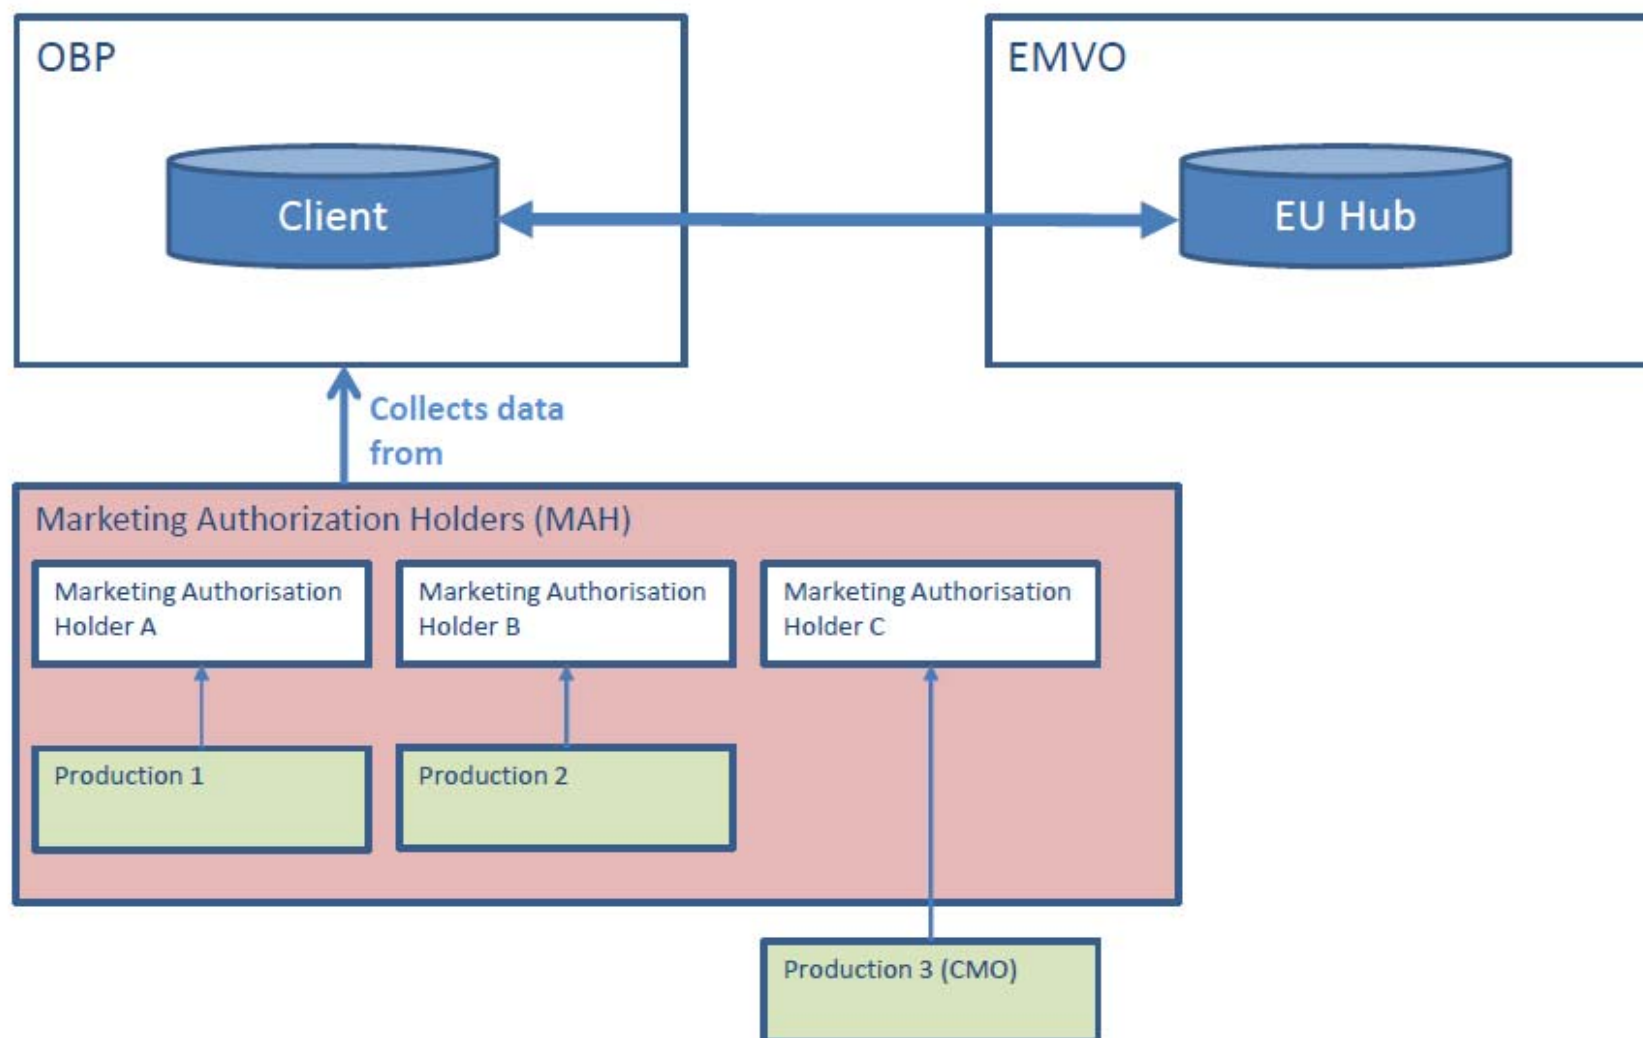 OBP
EMVO
Client
EU Hub
Collects data
from
Marketing Authorization Holders (MAH)
Marketing Authorisation
Holder A
Marketing Authorisation
Holder B
Marketing Authorisation
Holder C
Production 1
Production 2
Production 3 (CMO)